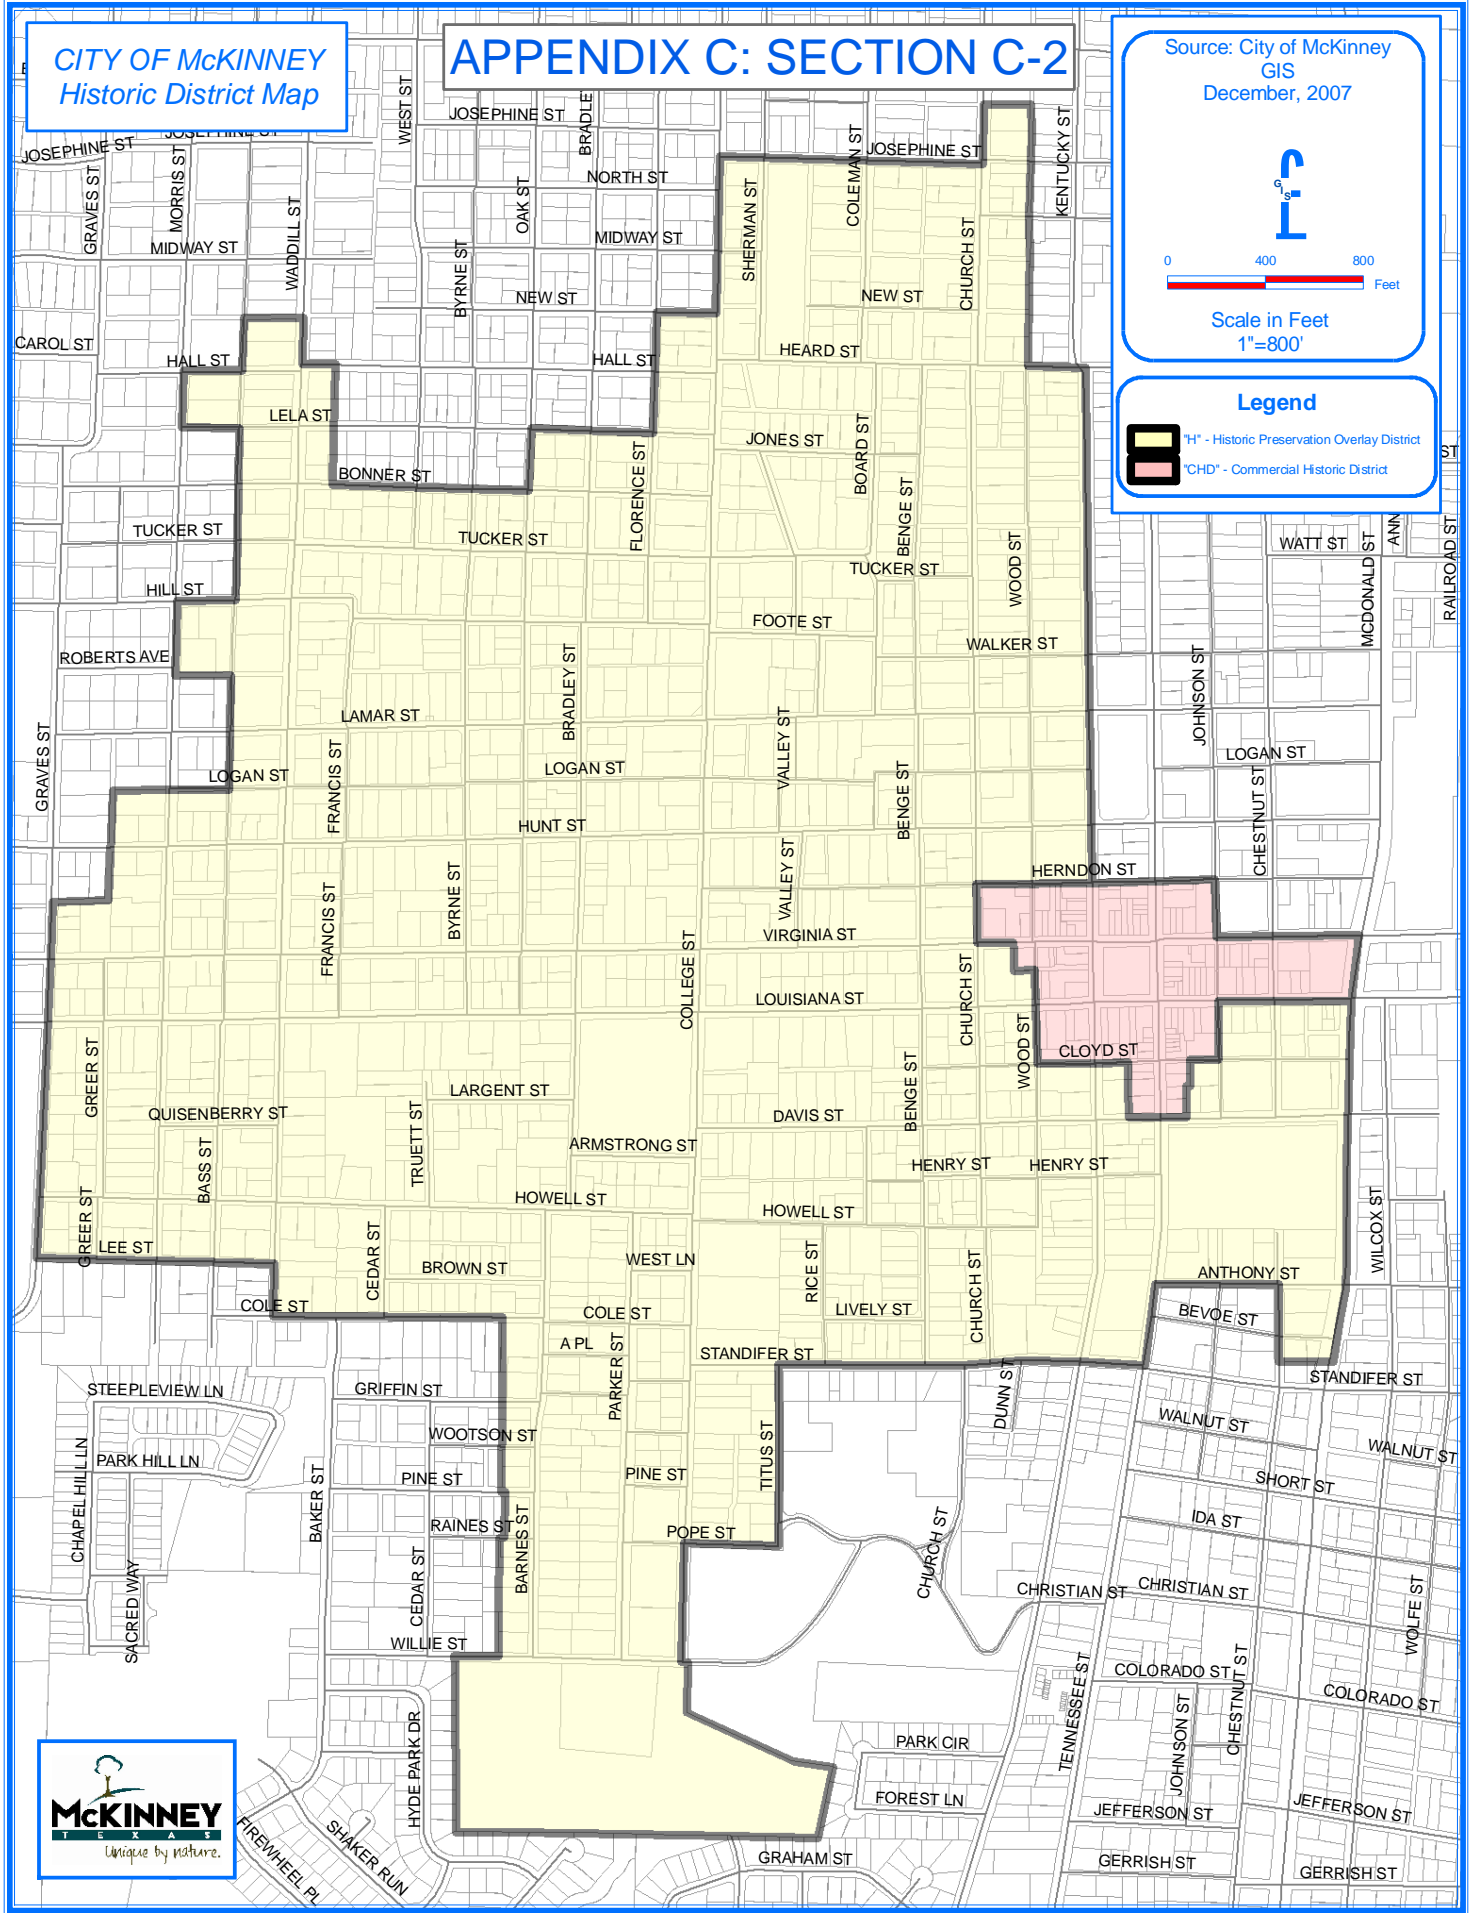 CITY OF McKINNEY
Historic District Map
APPENDIX C: SECTION C-2
Source: City of McKinney
GIS
December, 2007
G
I
S
0 400 800
Feet
Scale in Feet
1"=800'
Legend
"H" - Historic Preservation Overlay District
"CHD" - Commercial Historic District
JOSEPHINE ST
JOSEPHINE ST
WEST ST
JOSEPHINE ST
COLEMAN ST
JOSEPHINE ST
KENTUCKY ST
GRAVES ST
MORRIS ST
WADDILL ST
OAK ST
NORTH ST
SHERMAN ST
CHURCH ST
MIDWAY ST
BYRNE ST
MIDWAY ST
NEW ST
NEW ST
CAROL ST
HALL ST
HALL ST
HEARD ST
LELA ST
JONES ST
BOARD ST
BONNER ST
FLORENCE ST
BENGE ST
ST
TUCKER ST
TUCKER ST
TUCKER ST
WOOD ST
WATT ST
MCDONALD ST
ANN
RAILROAD ST
HILL ST
FOOTE ST
WALKER ST
ROBERTS AVE
BRADLEY ST
JOHNSON ST
LAMAR ST
VALLEY ST
GRAVES ST
LOGAN ST
FRANCIS ST
LOGAN ST
BENGE ST
LOGAN ST
CHESTNUT ST
HUNT ST
HERNDON ST
FRANCIS ST
BYRNE ST
VALLEY ST
VIRGINIA ST
COLLEGE ST
CHURCH ST
LOUISIANA ST
WOOD ST
CLOYD ST
GREER ST
LARGENT ST
BENGE ST
QUISENBERRY ST
TRUETT ST
DAVIS ST
BASS ST
ARMSTRONG ST
HENRY ST
HENRY ST
HOWELL ST
HOWELL ST
GREER ST
LEE ST
CEDAR ST
BROWN ST
WEST LN
RICE ST
CHURCH ST
ANTHONY ST
WILCOX ST
COLE ST
COLE ST
LIVELY ST
BEVOE ST
A PL
PARKER ST
STANDIFER ST
STANDIFER ST
STEEPLEVIEW LN
GRIFFIN ST
DUNN ST
WOOTSON ST
TITUS ST
WALNUT ST
WALNUT ST
PARK HILL LN
PINE ST
PINE ST
SHORT ST
CHAPEL HILL LN
BAKER ST
RAINES ST
BARNES ST
POPE ST
IDA ST
CHURCH ST
SACRED WAY
CEDAR ST
CHRISTIAN ST
CHRISTIAN ST
WOLFE ST
WILLIE ST
COLORADO ST
COLORADO ST
TENNESSEE ST
CHESTNUT ST
JOHNSON ST
HYDE PARK DR
PARK CIR
FOREST LN
JEFFERSON ST
JEFFERSON ST
FIREWHEEL PL
SHAKER RUN
GRAHAM ST
GERRISH ST
GERRISH ST
McKINNEY
TEXAS
Unique by nature.